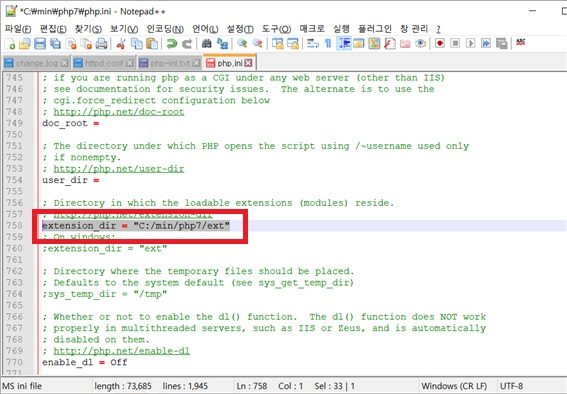 *C:₩min₩php7₩php.ini - Notepad++
파일(F) 편집(E) 찾기(S) 보기(V) 인코딩(N) 언어(L) 설정(T) 도구(O) 매크로 실행 플러그인 창 관리 ?
change_log httpd.conf php-ini.txt php.ini
745 ; if you are running php as a CGI under any web server (other than IIS)
746 ; see documentation for security issues.  The alternate is to use the
747 ; cgi.force_redirect configuration below
748 ; http://php.net/doc-root
749 doc_root =
750
751 ; The directory under which PHP opens the script using /~username used only
752 ; if nonempty.
753 ; http://php.net/user-dir
754 user_dir =
755
756 ; Directory in which the loadable extensions (modules) reside.
757 ; http://php.net/extension-dir
758 extension_dir = "C:/min/php7/ext"
759 ; On windows:
760 ;extension_dir = "ext"
761
762 ; Directory where the temporary files should be placed.
763 ; Defaults to the system default (see sys_get_temp_dir)
764 ;sys_temp_dir = "/tmp"
765
766 ; Whether or not to enable the dl() function.  The dl() function does NOT work
767 ; properly in multithreaded servers, such as IIS or Zeus, and is automatically
768 ; disabled on them.
769 ; http://php.net/enable-dl
770 enable_dl = Off
771
MS ini file length : 73,685 lines : 1,945 Ln : 758 Col : 1 Sel : 33 | 1 Windows (CR LF) UTF-8